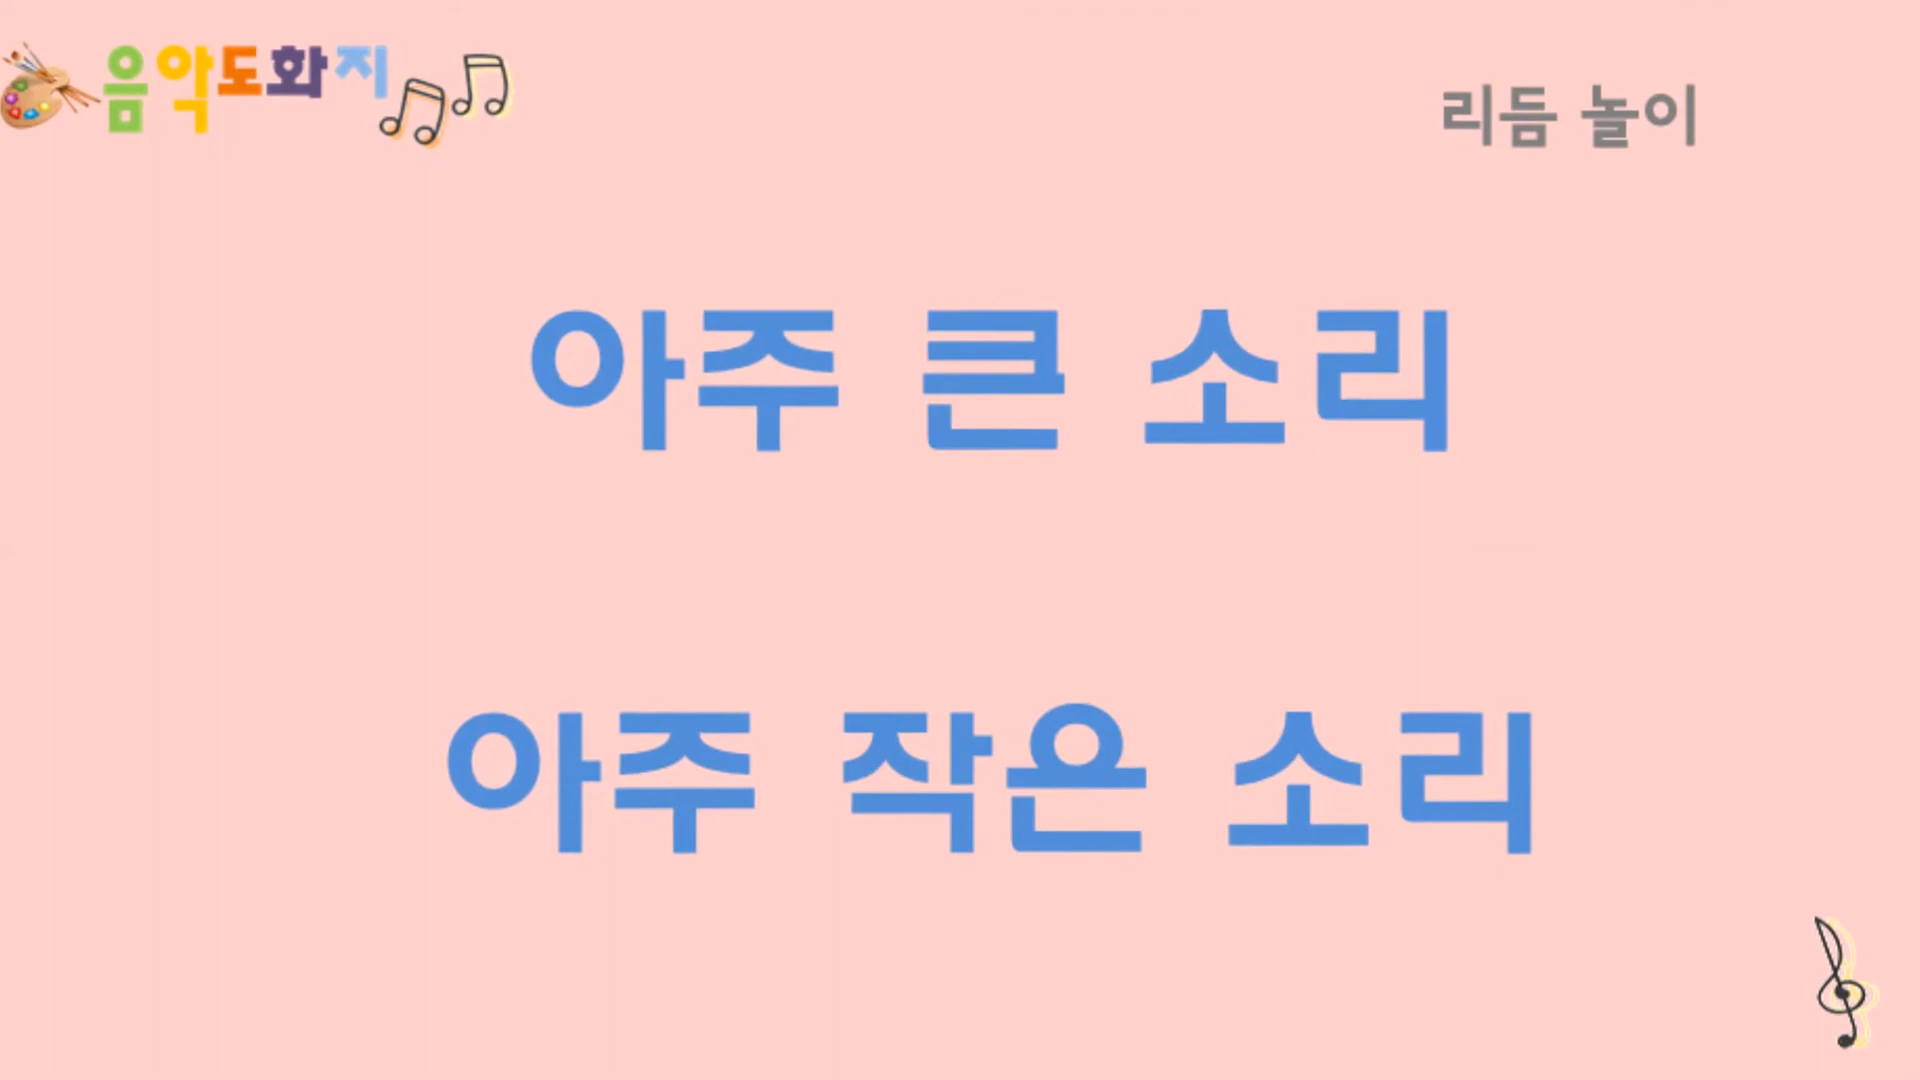 음악도화지
리듬 놀이
아주 큰 소리
아주 작은 소리